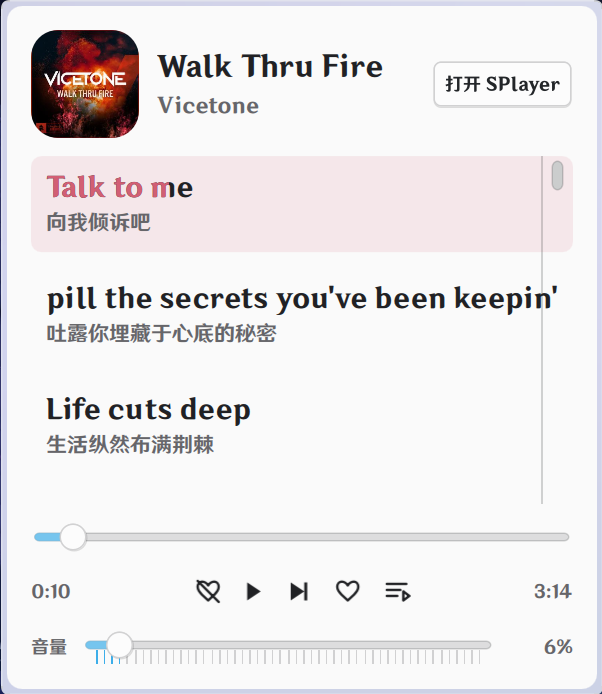 VICETONE
WALK THRU FIRE
Walk Thru Fire
Vicetone
打开 SPlayer
Talk to me
向我倾诉吧
pill the secrets you've been keepin'
吐露你埋藏于心底的秘密
Life cuts deep
生活纵然布满荆棘
0:10
3:14
音量
6%